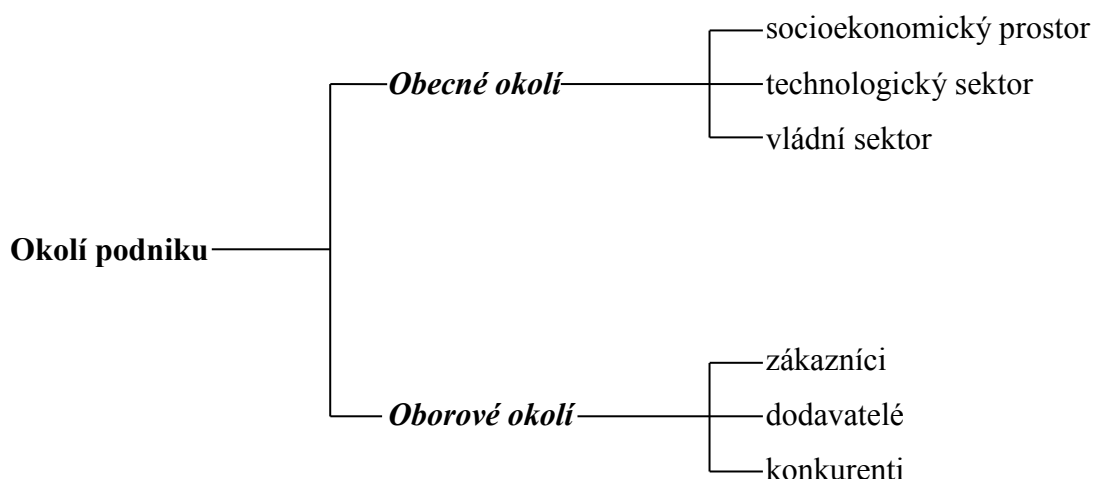 socioekonomický prostor
Obecné okolí
technologický sektor
vládní sektor
Okolí podniku
zákazníci
Oborové okolí
dodavatelé
konkurenti